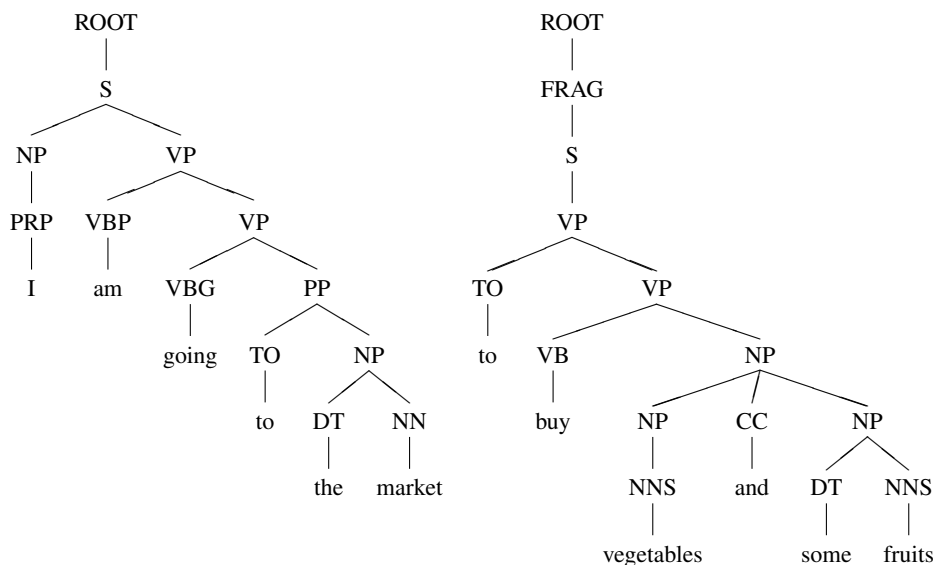 ROOT ROOT
S FRAG
NP VP S
PRP VBP VP VP
I am VBG PP TO VP
going TO NP to VB NP
to DT NN buy NP CC NP
the market NNS and DT NNS
vegetables some fruits